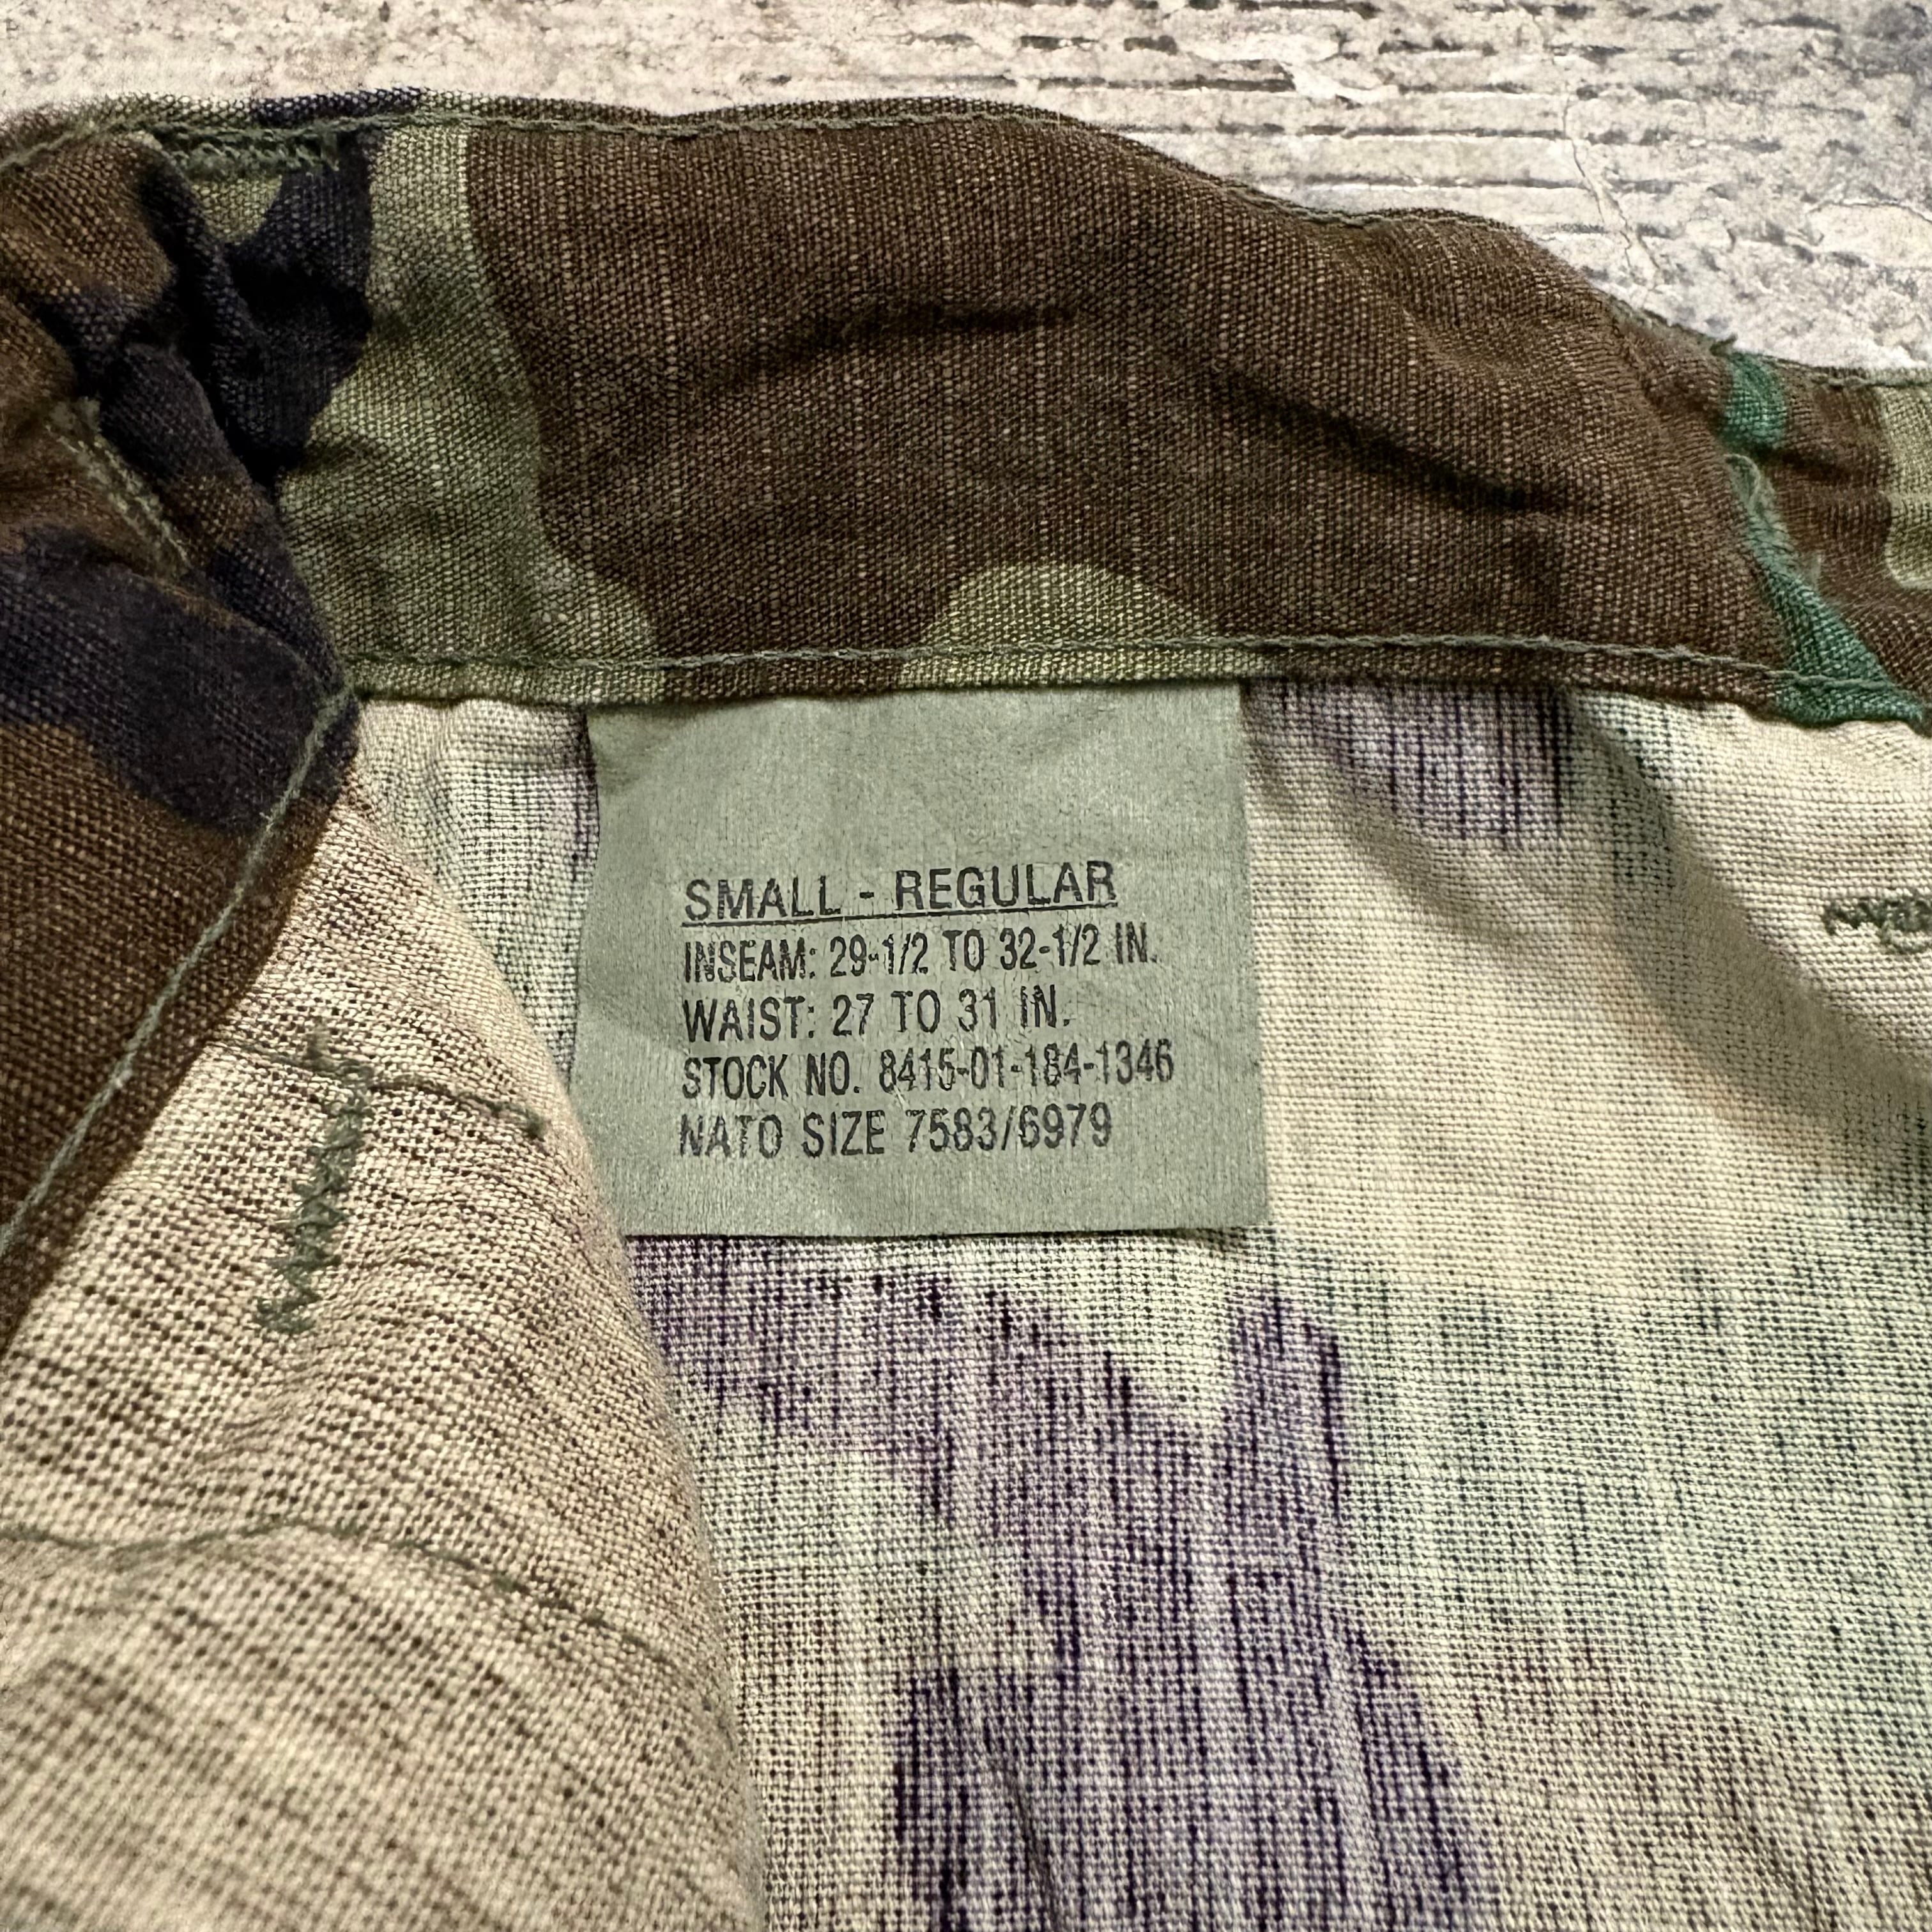 SMALL - REGULAR
INSEAM: 29-1/2 TO 32-1/2 IN.
WAIST: 27 TO 31 IN.
STOCK NO. 8415-01-184-1346
NATO SIZE 7583/6979